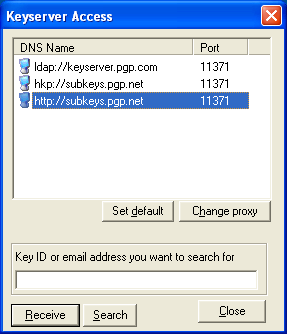 Keyserver Access
DNS Name Port
ldap://keyserver.pgp.com 11371
hkp://subkeys.pgp.net 11371
http://subkeys.pgp.net 11371
Set default Change proxy
Key ID or email address you want to search for
Receive Search Close